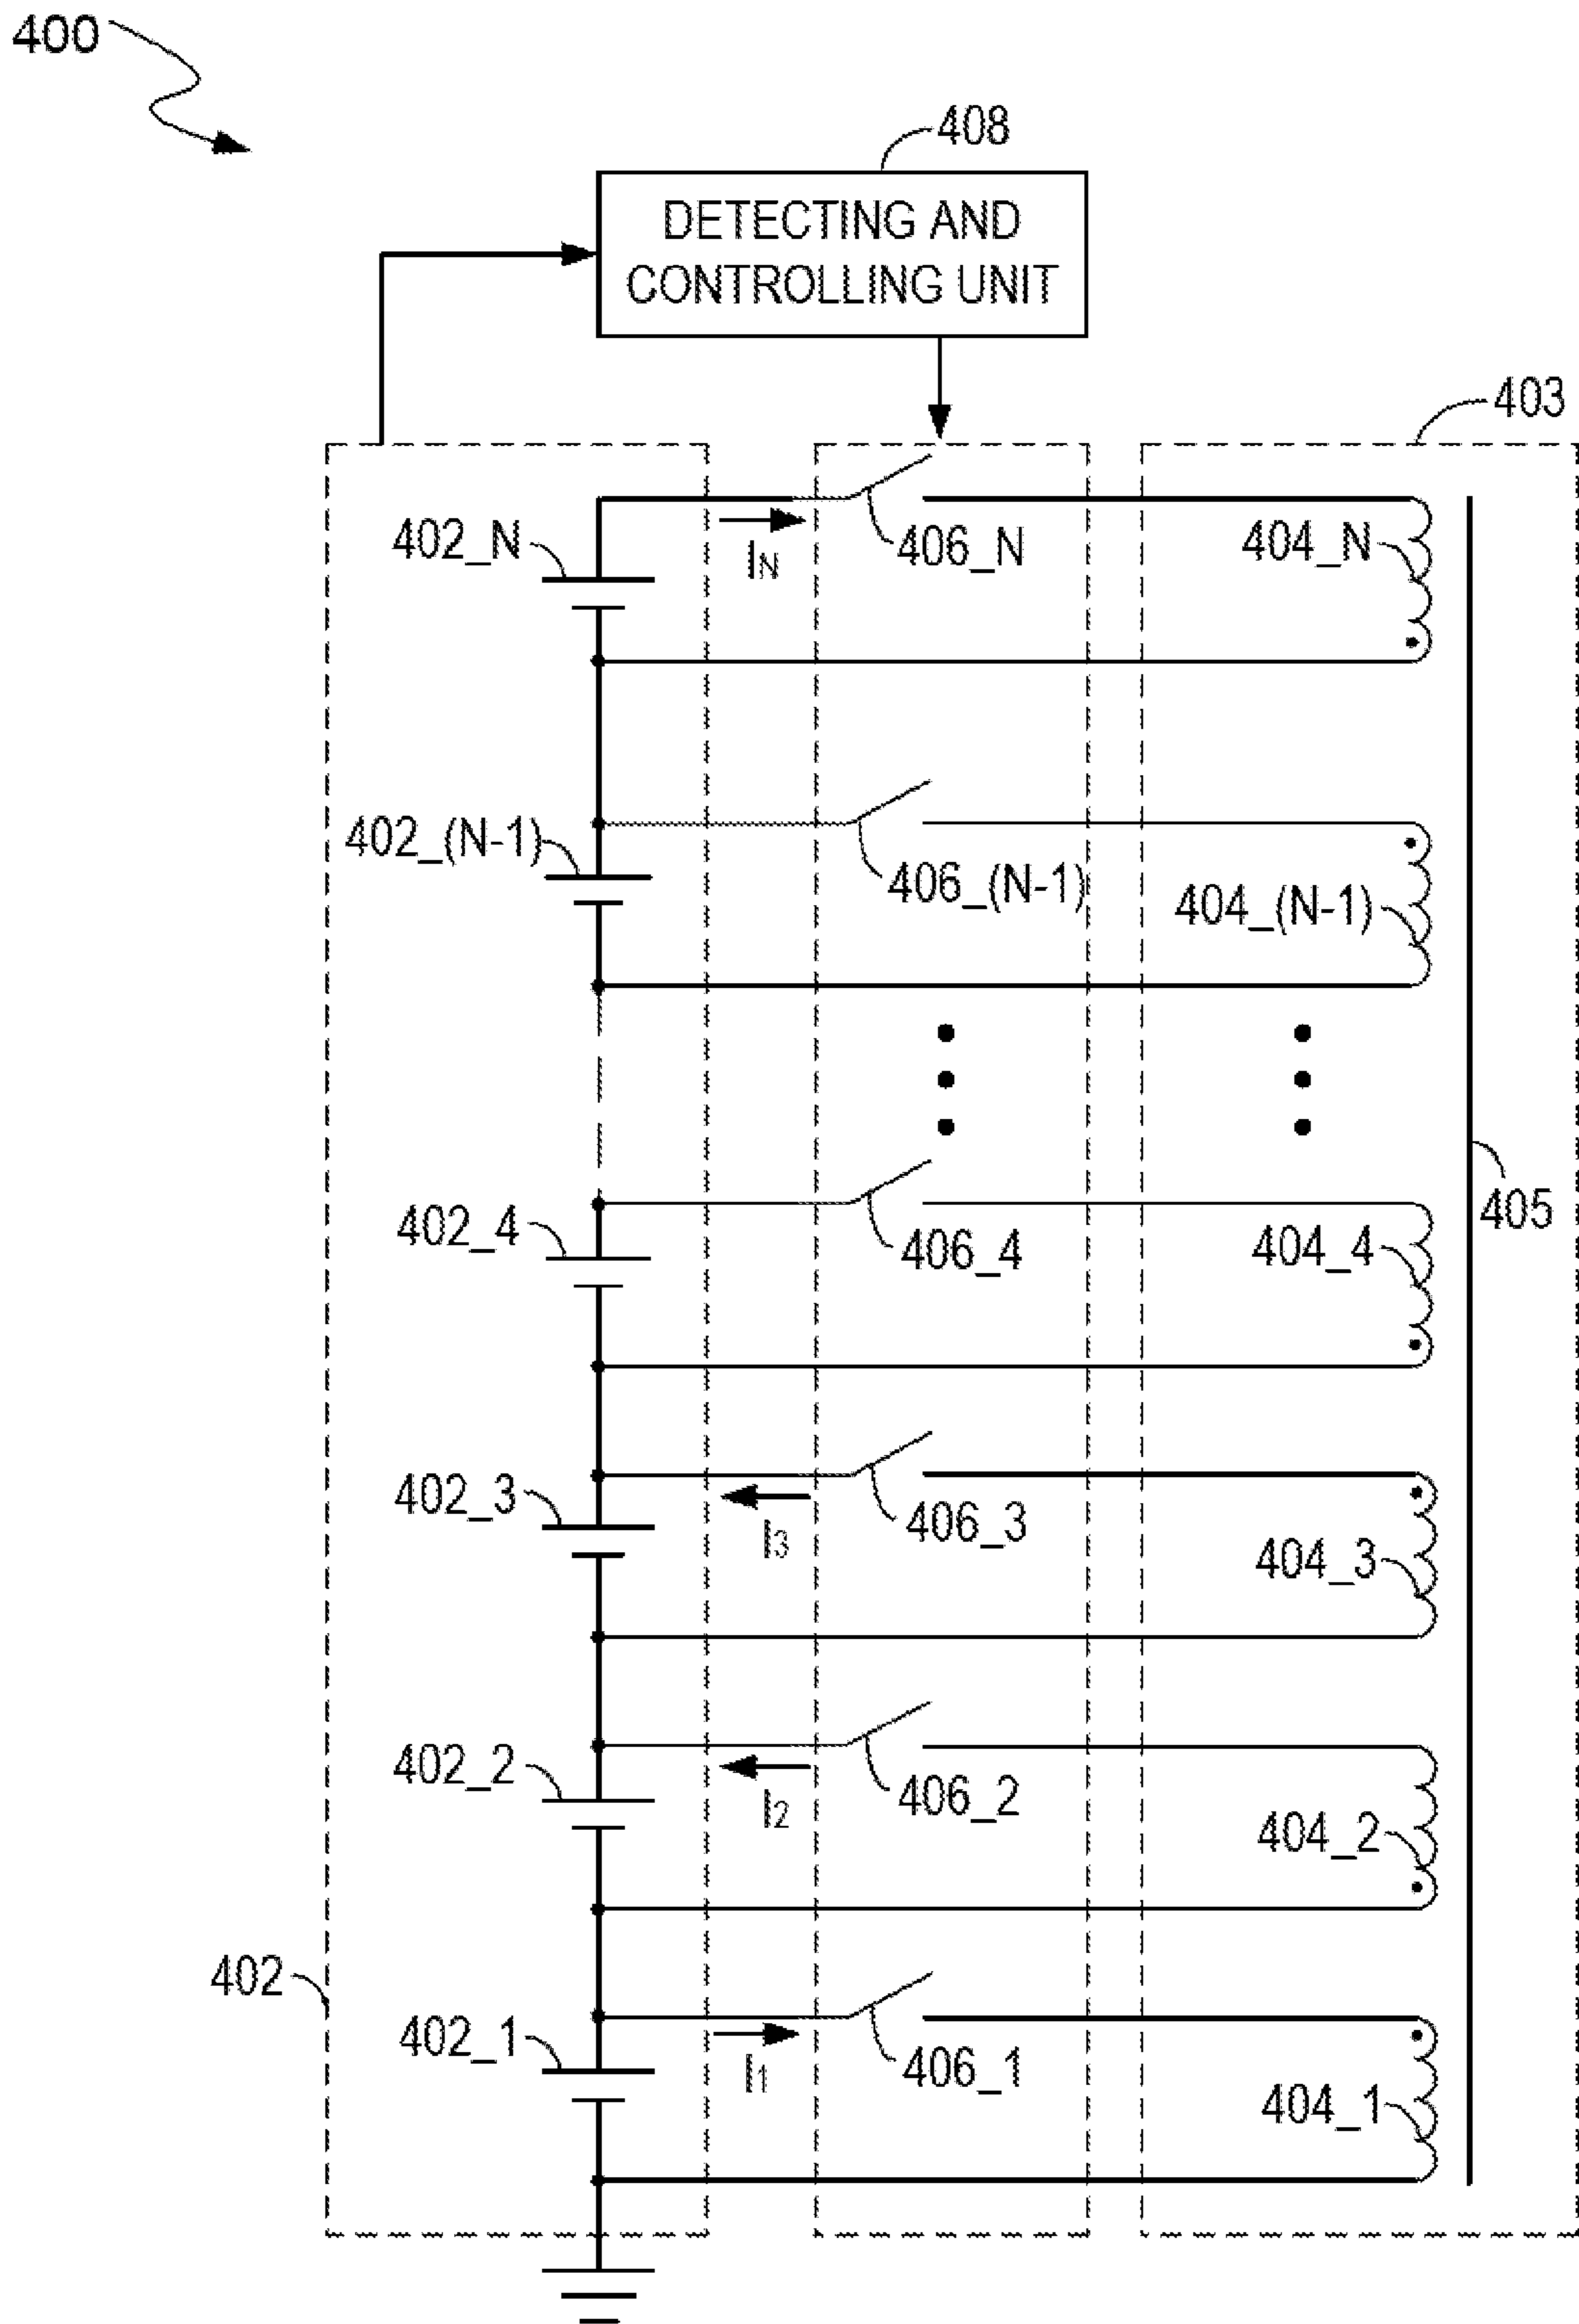 400
408
DETECTING AND
CONTROLLING UNIT
403
402_N
IN
406_N
404_N
402_(N-1)
406_(N-1)
404_(N-1)
405
402_4
406_4
404_4
402_3
I3
406_3
404_3
402_2
I2
406_2
404_2
402
402_1
I1
406_1
404_1